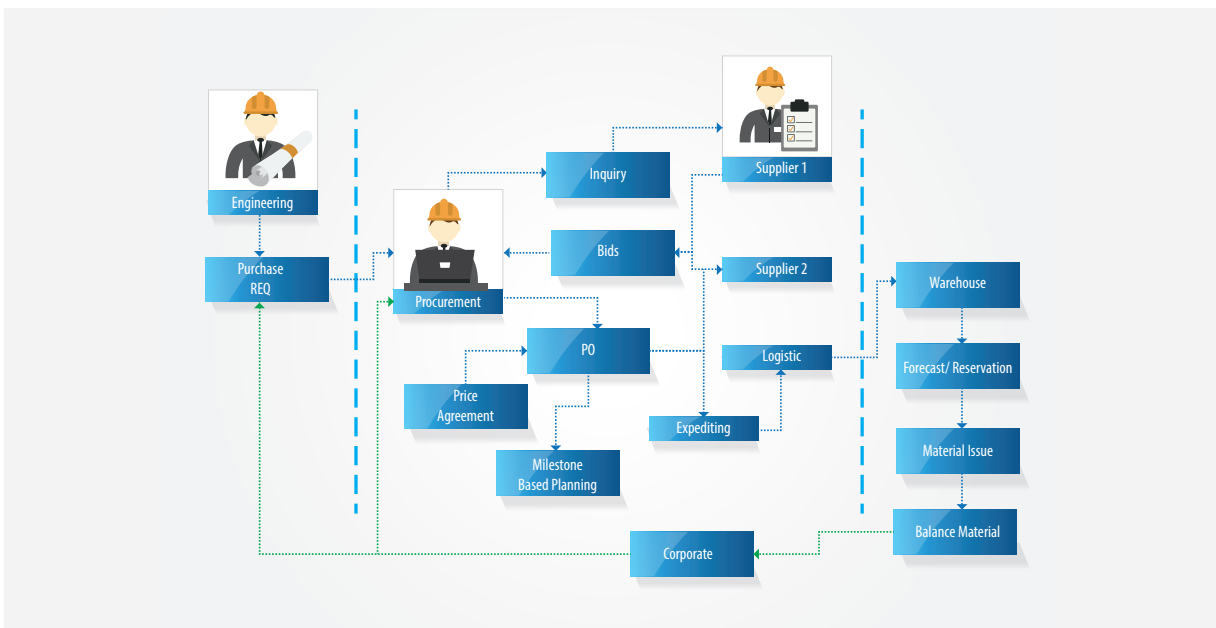 Engineering
Purchase
REQ
Procurement
Inquiry
Bids
PO
Price
Agreement
Milestone
Based Planning
Supplier 1
Supplier 2
Logistic
Expediting
Warehouse
Forecast/ Reservation
Material Issue
Balance Material
Corporate